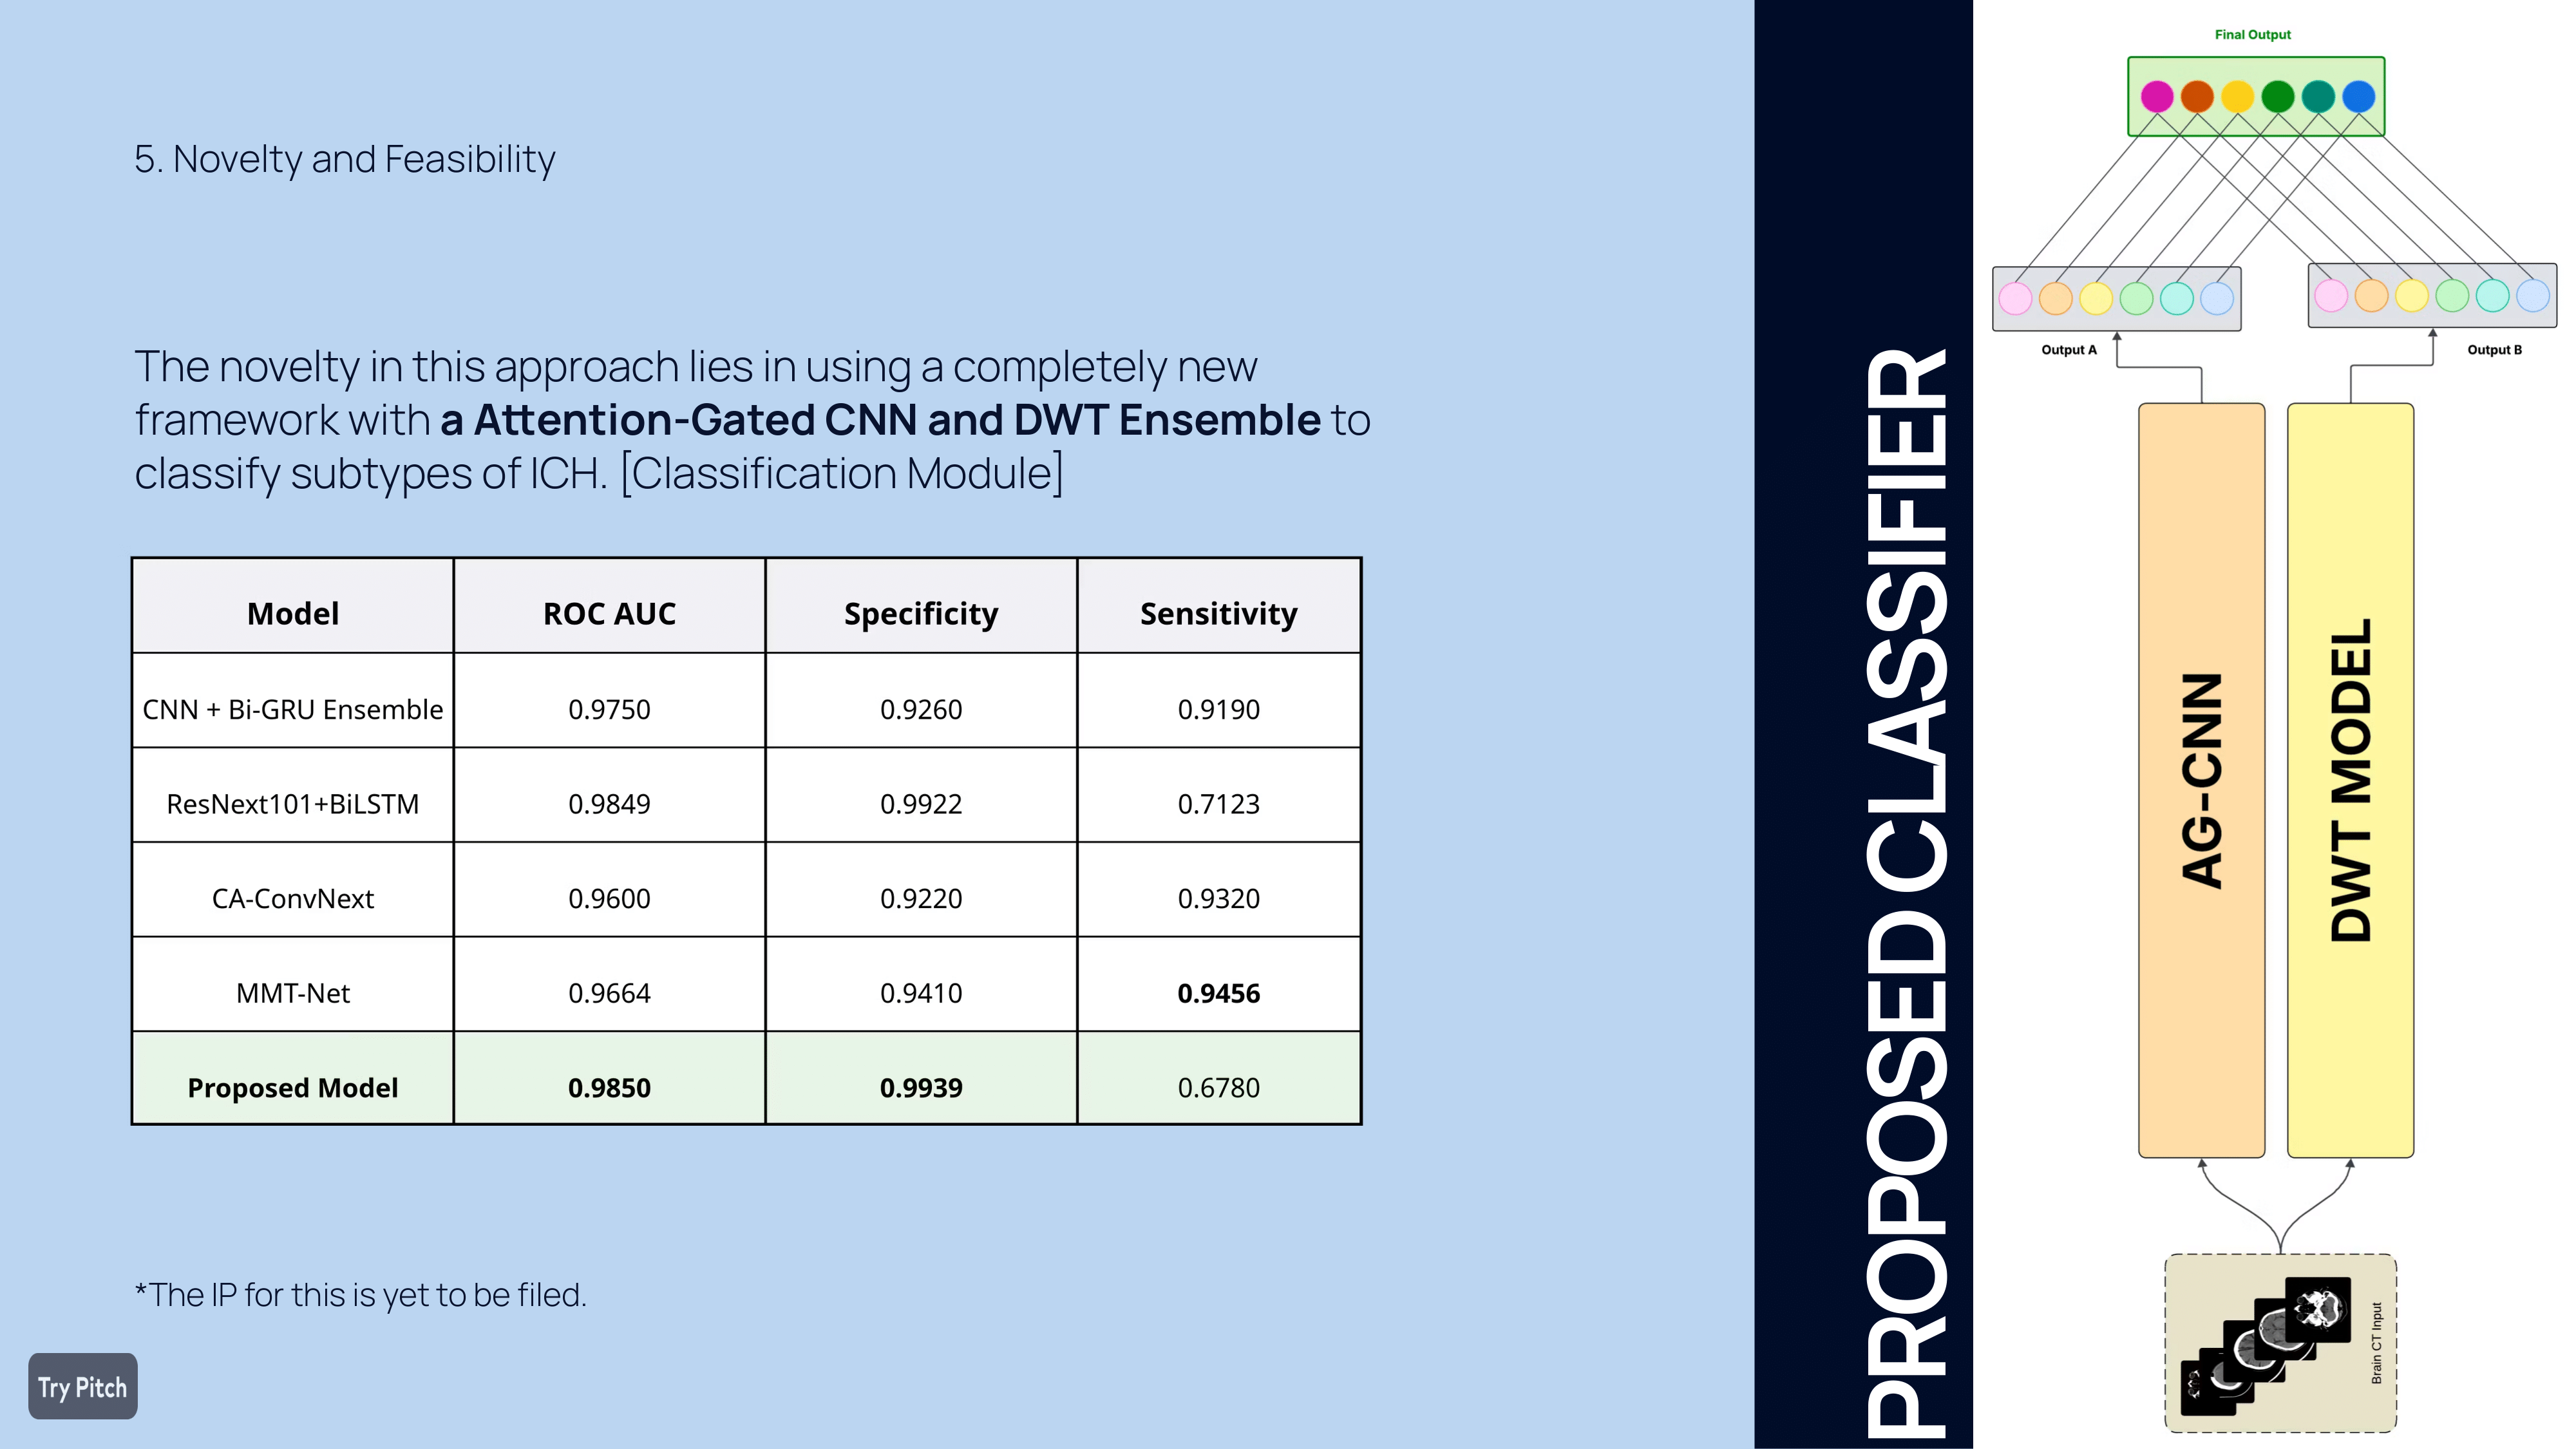 5. Novelty and Feasibility
The novelty in this approach lies in using a completely new
framework with a Attention-Gated CNN and DWT Ensemble to
classify subtypes of ICH. [Classification Module]
Model ROC AUC Specificity Sensitivity
CNN + Bi-GRU Ensemble 0.9750 0.9260 0.9190
ResNext101+BiLSTM 0.9849 0.9922 0.7123
CA-ConvNext 0.9600 0.9220 0.9320
MMT-Net 0.9664 0.9410 0.9456
Proposed Model 0.9850 0.9939 0.6780
*The IP for this is yet to be filed.
Try Pitch
PROPOSED CLASSIFIER
Final Output
Output A
Output B
AG-CNN
DWT MODEL
Brain CT Input